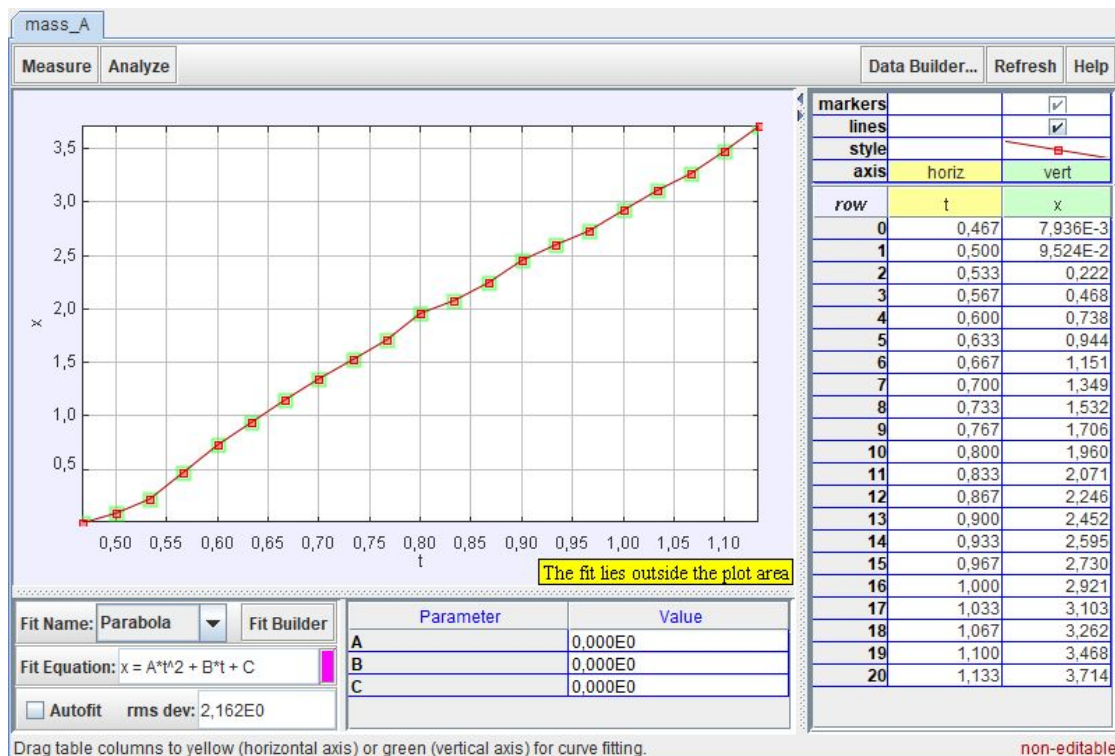 mass_A
Measure Analyze Data Builder... Refresh Help
markers
lines
style
axis horiz vert
row t x
0 0,467 7,936E-3
1 0,500 9,524E-2
2 0,533 0,222
3 0,567 0,468
4 0,600 0,738
5 0,633 0,944
6 0,667 1,151
7 0,700 1,349
8 0,733 1,532
9 0,767 1,706
10 0,800 1,960
11 0,833 2,071
12 0,867 2,246
13 0,900 2,452
14 0,933 2,595
15 0,967 2,730
16 1,000 2,921
17 1,033 3,103
18 1,067 3,262
19 1,100 3,468
20 1,133 3,714
3,5
3,0
2,5
2,0
1,5
1,0
0,5
x
0,50 0,55 0,60 0,65 0,70 0,75 0,80 0,85 0,90 0,95 1,00 1,05 1,10
t
The fit lies outside the plot area
Fit Name: Parabola Fit Builder
Fit Equation: x = A*t^2 + B*t + C
Autofit rms dev: 2,162E0
Parameter Value
A 0,000E0
B 0,000E0
C 0,000E0
Drag table columns to yellow (horizontal axis) or green (vertical axis) for curve fitting. non-editable